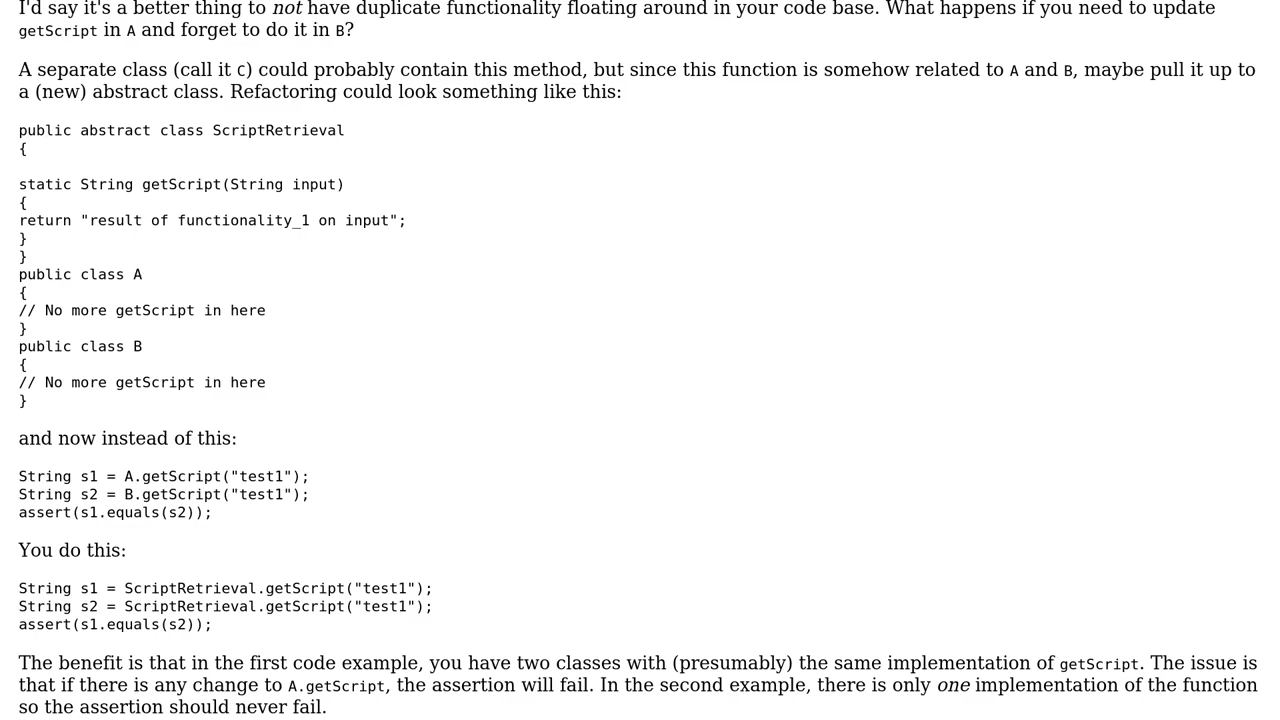 I'd say it's a better thing to not have duplicate functionality floating around in your code base. What happens if you need to update
getScript in A and forget to do it in B?
A separate class (call it C) could probably contain this method, but since this function is somehow related to A and B, maybe pull it up to
a (new) abstract class. Refactoring could look something like this:
public abstract class ScriptRetrieval
{
static String getScript(String input)
{
return "result of functionality_1 on input";
}
}
public class A
{
// No more getScript in here
}
public class B
{
// No more getScript in here
}
and now instead of this:
String s1 = A.getScript("test1");
String s2 = B.getScript("test1");
assert(s1.equals(s2));
You do this:
String s1 = ScriptRetrieval.getScript("test1");
String s2 = ScriptRetrieval.getScript("test1");
assert(s1.equals(s2));
The benefit is that in the first code example, you have two classes with (presumably) the same implementation of getScript. The issue is
that if there is any change to A.getScript, the assertion will fail. In the second example, there is only one implementation of the function
so the assertion should never fail.